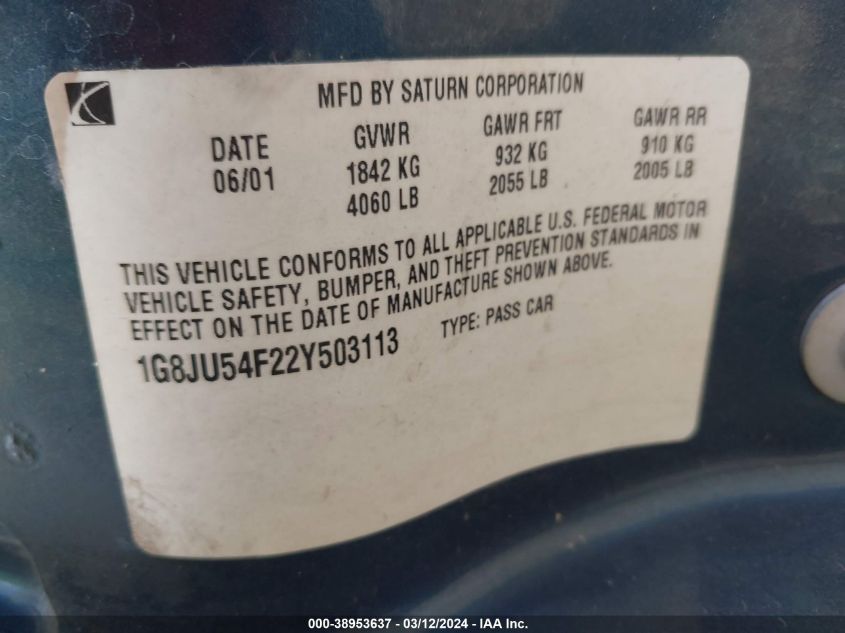 MFD BY SATURN CORPORATION
DATE GVWR GAWR FRT GAWR RR
06/01 1842 KG 932 KG 910 KG
4060 LB 2055 LB 2005 LB
THIS VEHICLE CONFORMS TO ALL APPLICABLE U.S. FEDERAL MOTOR
VEHICLE SAFETY, BUMPER, AND THEFT PREVENTION STANDARDS IN
EFFECT ON THE DATE OF MANUFACTURE SHOWN ABOVE.
1G8JU54F22Y503113 TYPE: PASS CAR
000-38953637 - 03/12/2024 - IAA Inc.